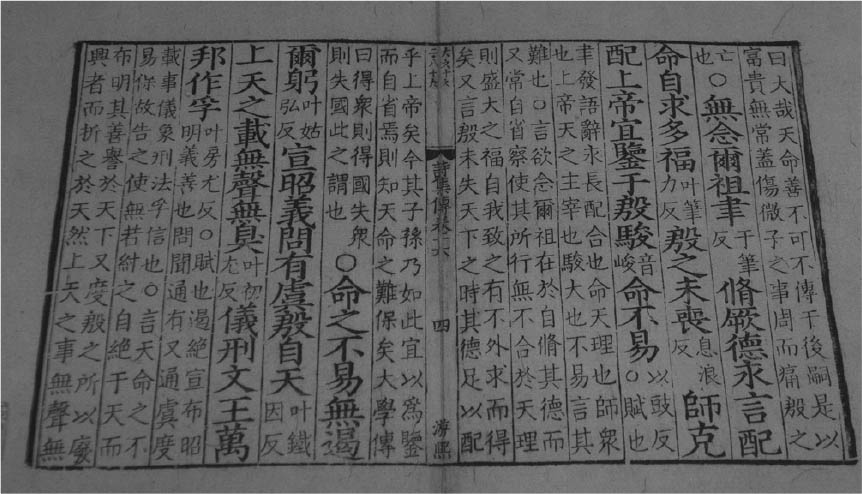 曰大哉天命善不可不傳于後嗣是以
富貴無常蓋傷微子之事周而痛殷之
亡也○無念爾祖聿于筆反脩厥德永言配
命自求多福叶筆力反殷之未喪息浪反師克
配上帝宜鑒于殷駿音峻命不易以豉反○賦也
聿發語辭永長配合也命天理也師衆
也上帝天之主宰也駿大也不易言其
難也○言欲念爾祖在於自脩其德而
又常自省察使其所行無不合於天理
則盛大之福自我致之有不外求而得
矣又言殷未失天下之時其德足以配
詩集傳卷十六 四 游熙
乎上帝矣今其子孫乃如此宜以爲鑒
而自省焉則知天命之難保矣大學傳
曰得衆則得國失衆
則失國此之謂也○命之不易無遏
爾躬叶姑弘反宣昭義問有虞殷自天叶鐵因反
上天之載無聲無臭叶初尤反儀刑文王萬
邦作孚叶房尤反○賦也遏絶宣布昭
明義善也問聞通有又通虞度
載事儀象刑法孚信也○言天命之不
易保故告之使無若紂之自絶于天而
布明其善譽於天下又度殷之所以廢
興者而折之於天然上天之事無聲無